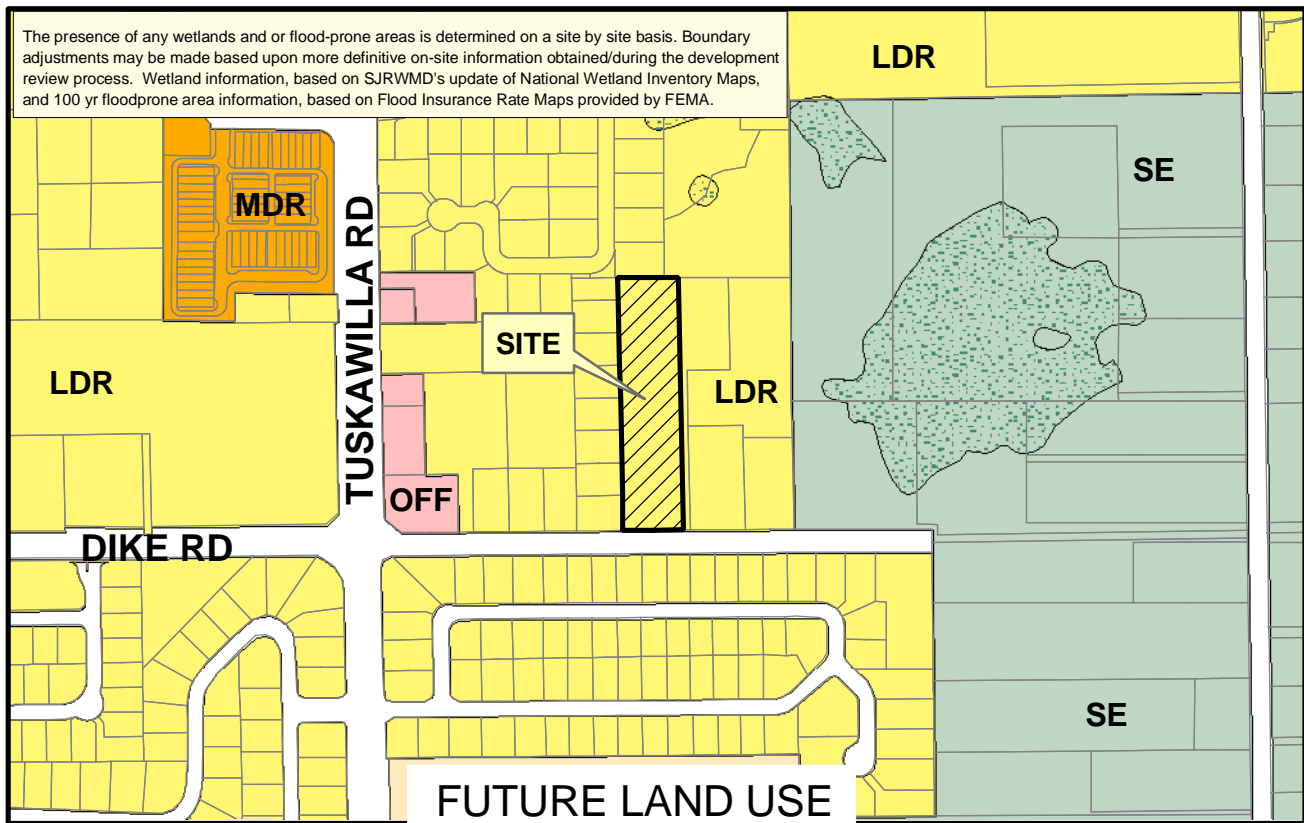 The presence of any wetlands and or flood-prone areas is determined on a site by site basis. Boundary
adjustments may be made based upon more definitive on-site information obtained/during the development
review process. Wetland information, based on SJRWMD's update of National Wetland Inventory Maps,
and 100 yr floodprone area information, based on Flood Insurance Rate Maps provided by FEMA.
LDR
SE
MDR
TUSKAWILLA RD
SITE
LDR
LDR
OFF
DIKE RD
SE
FUTURE LAND USE